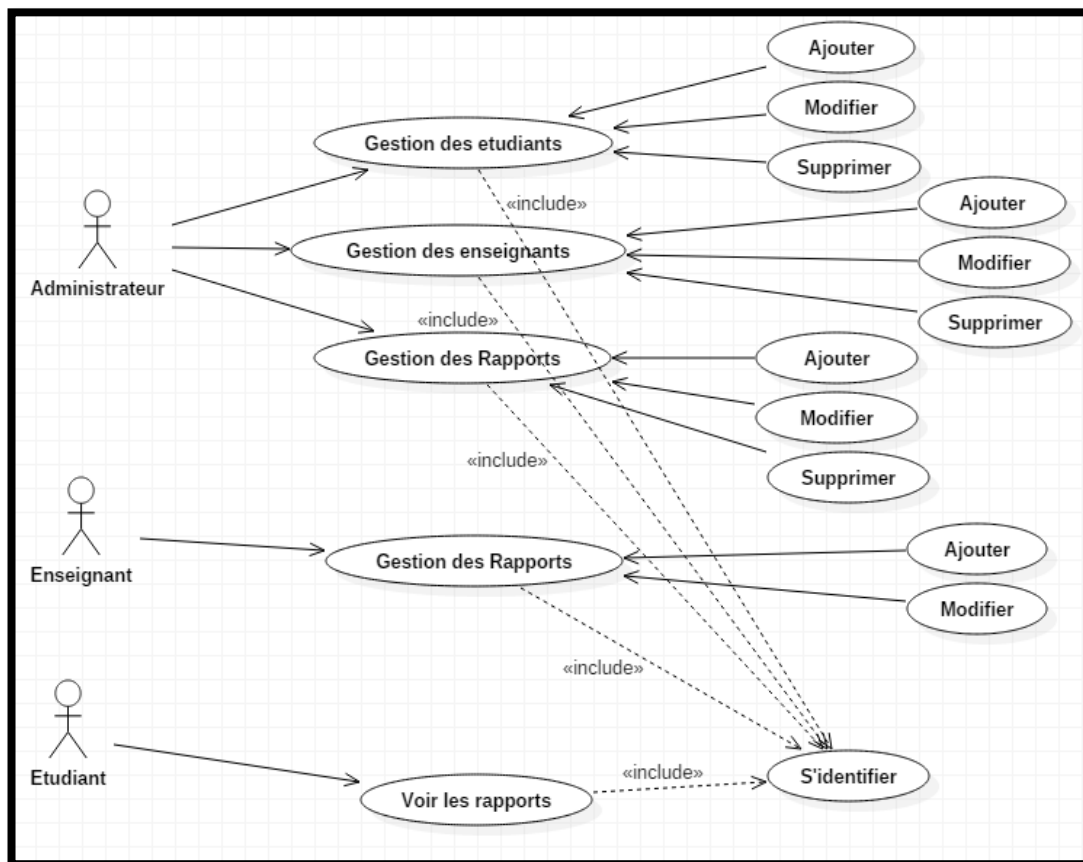 Ajouter
Modifier
Gestion des etudiants
Supprimer
«include»
Ajouter
Gestion des enseignants
Modifier
Administrateur
Supprimer
«include»
Gestion des Rapports
Ajouter
Modifier
«include»
Supprimer
Ajouter
Gestion des Rapports
Enseignant
Modifier
«include»
Etudiant
«include»
S'identifier
Voir les rapports